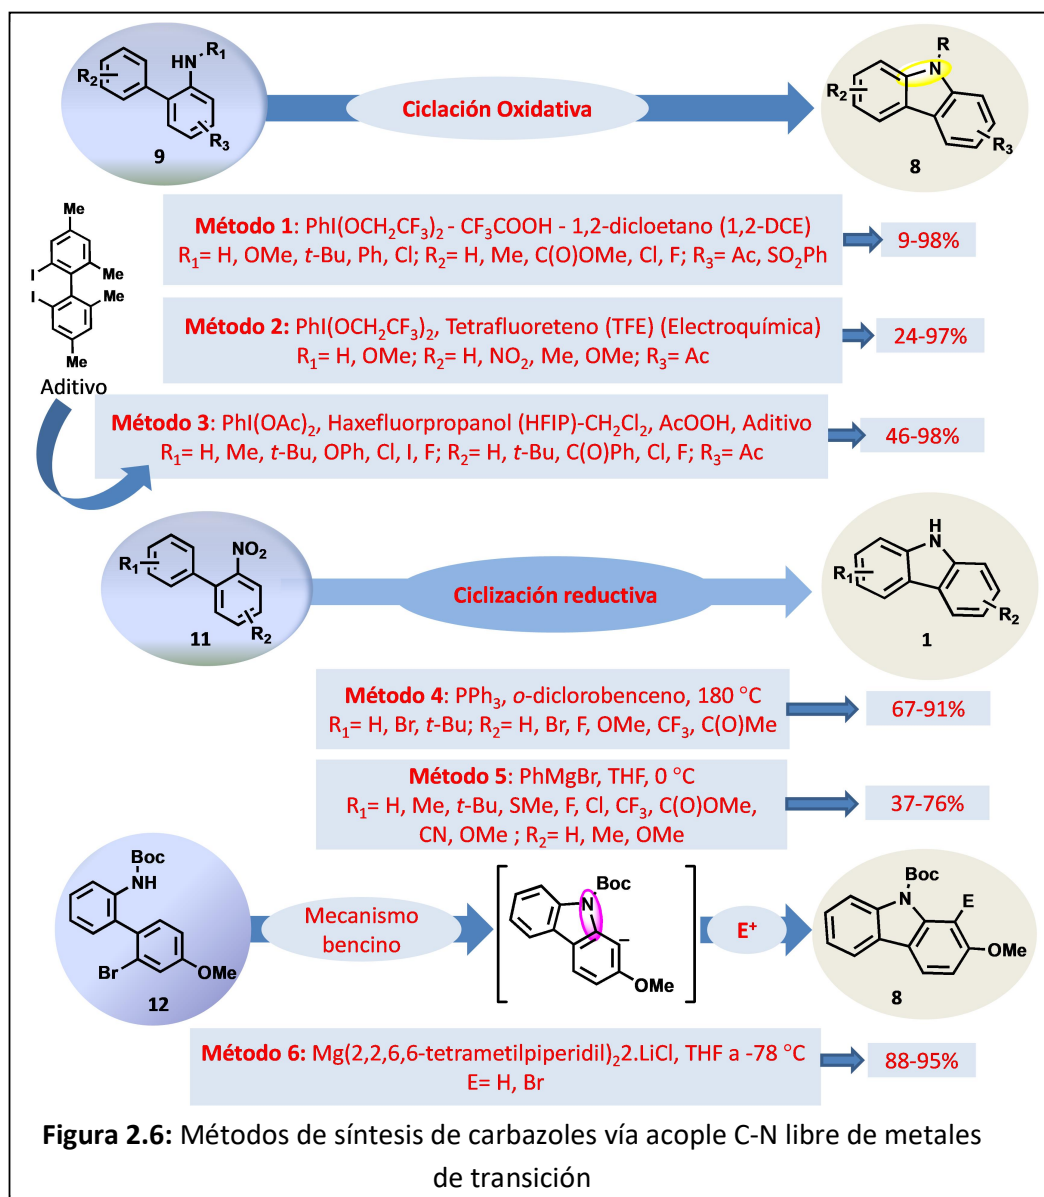 R₂
HN
R₁
R₃
9
Ciclación Oxidativa
R
N
R₂
R₃
8
Me
I
Me
I
Me
Me
Aditivo
Método 1: PhI(OCH₂CF₃)₂ - CF₃COOH - 1,2-dicloetano (1,2-DCE)
R₁= H, OMe, t-Bu, Ph, Cl; R₂= H, Me, C(O)OMe, Cl, F; R₃= Ac, SO₂Ph
9-98%
Método 2: PhI(OCH₂CF₃)₂, Tetrafluoreteno (TFE) (Electroquímica)
R₁= H, OMe; R₂= H, NO₂, Me, OMe; R₃= Ac
24-97%
Método 3: PhI(OAc)₂, Haxefluorpropanol (HFIP)-CH₂Cl₂, AcOOH, Aditivo
R₁= H, Me, t-Bu, OPh, Cl, I, F; R₂= H, t-Bu, C(O)Ph, Cl, F; R₃= Ac
46-98%
R₁
NO₂
R₂
11
Ciclización reductiva
H
N
R₁
R₂
1
Método 4: PPh₃, o-diclorobenceno, 180 °C
R₁= H, Br, t-Bu; R₂= H, Br, F, OMe, CF₃, C(O)Me
67-91%
Método 5: PhMgBr, THF, 0 °C
R₁= H, Me, t-Bu, SMe, F, Cl, CF₃, C(O)OMe,
CN, OMe ; R₂= H, Me, OMe
37-76%
Boc
NH
Br
OMe
12
Mecanismo
bencino
Boc
N
–
OMe
E⁺
Boc
N
E
OMe
8
Método 6: Mg(2,2,6,6-tetrametilpiperidil)₂2.LiCl, THF a -78 °C
E= H, Br
88-95%
Figura 2.6: Métodos de síntesis de carbazoles vía acople C-N libre de metales
de transición